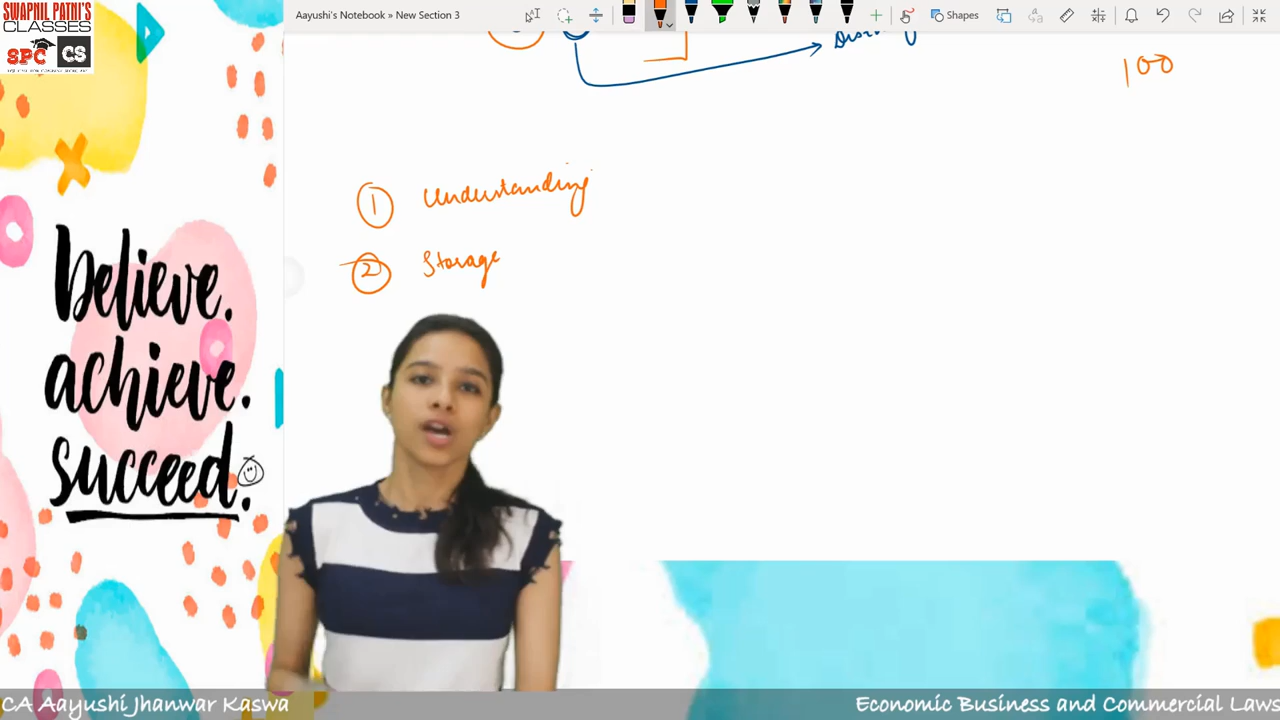 SWAPNIL PATNI'S
CLASSES
SPC CS
Aayushi's Notebook » New Section 3
Shapes
100
1 Understanding
2 Storage
believe.
achieve.
succeed.
CA Aayushi Jhanwar Kaswa
Economic Business and Commercial Laws